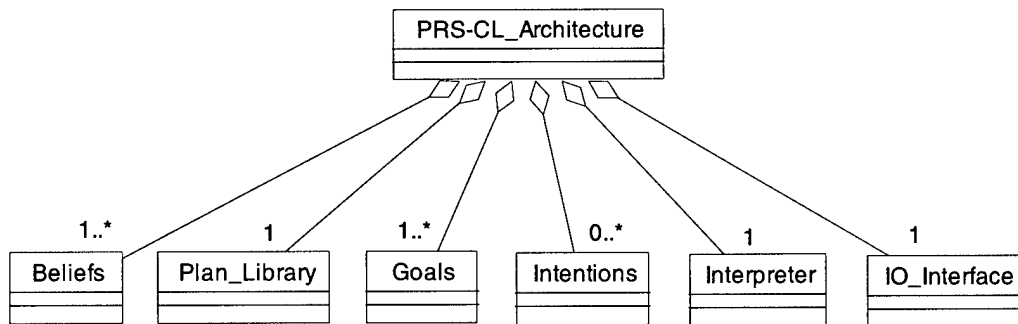 PRS-CL_Architecture
1..*
1
1..*
0..*
1
1
Beliefs
Plan_Library
Goals
Intentions
Interpreter
IO_Interface